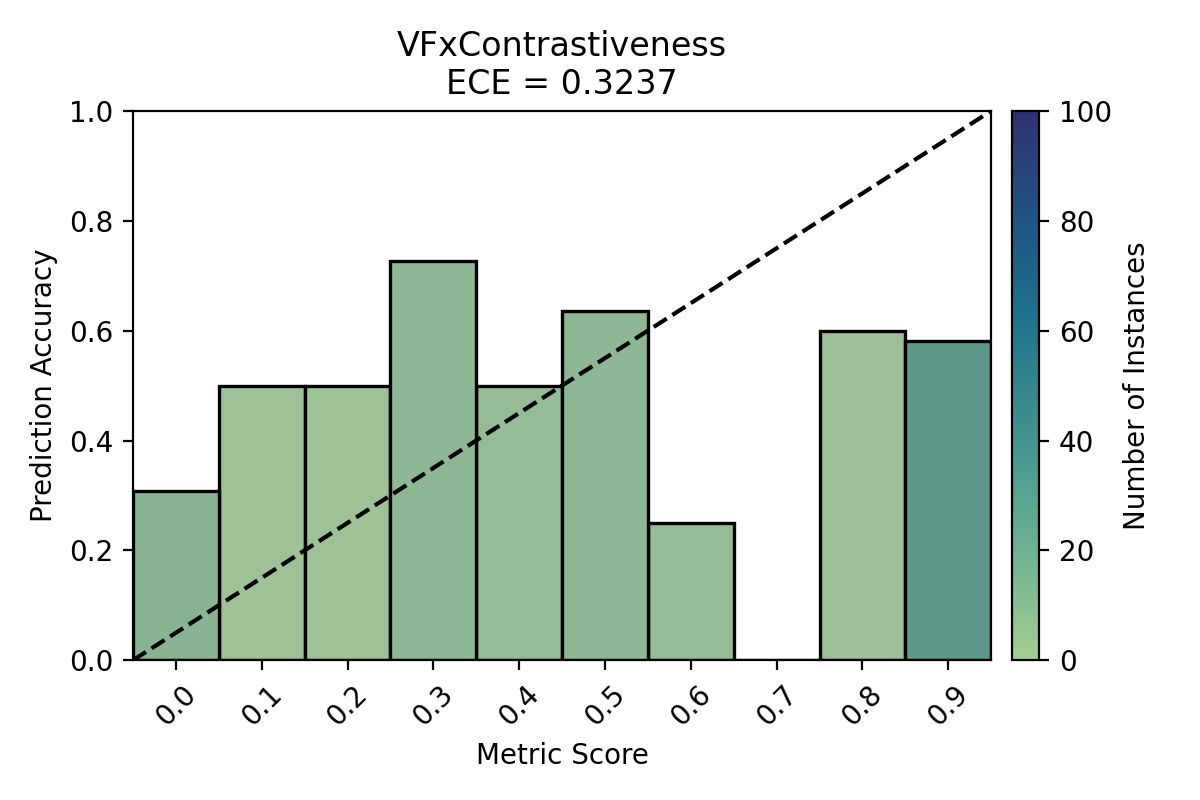 VFxContrastiveness
ECE = 0.3237
1.0
0.8
0.6
0.4
0.2
0.0
Prediction Accuracy
0.0 0.1 0.2 0.3 0.4 0.5 0.6 0.7 0.8 0.9
Metric Score
100
80
60
40
20
0
Number of Instances